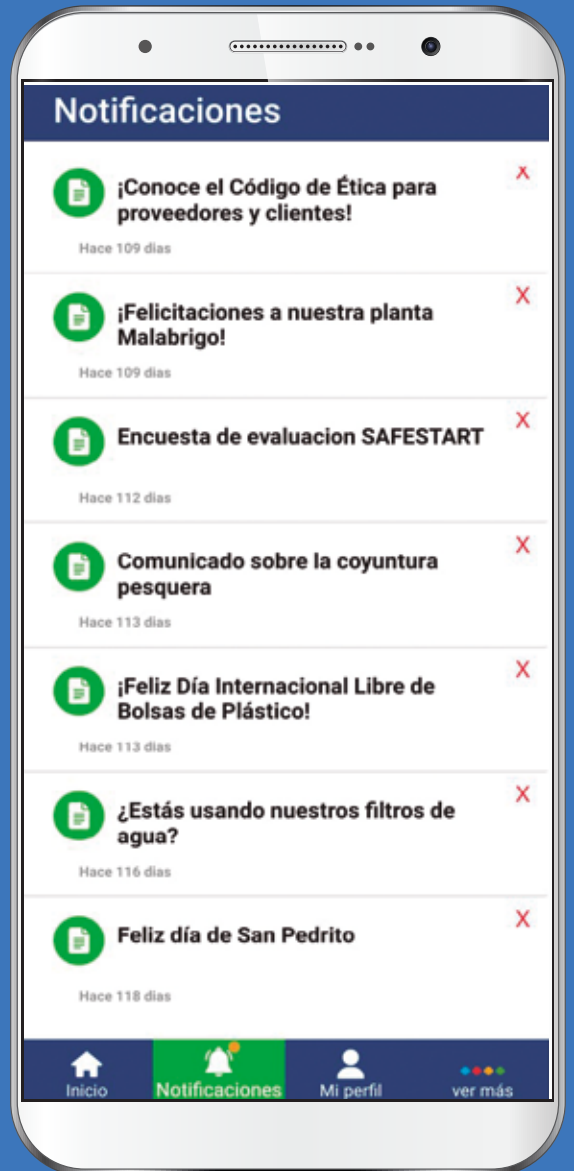 Notificaciones
¡Conoce el Código de Ética para
proveedores y clientes!
X
Hace 109 dias
¡Felicitaciones a nuestra planta
Malabrigo!
X
Hace 109 dias
Encuesta de evaluacion SAFESTART
X
Hace 112 dias
Comunicado sobre la coyuntura
pesquera
X
Hace 113 dias
¡Feliz Día Internacional Libre de
Bolsas de Plástico!
X
Hace 113 dias
¿Estás usando nuestros filtros de
agua?
X
Hace 116 dias
Feliz día de San Pedrito
X
Hace 118 dias
Inicio
Notificaciones
Mi perfil
ver más